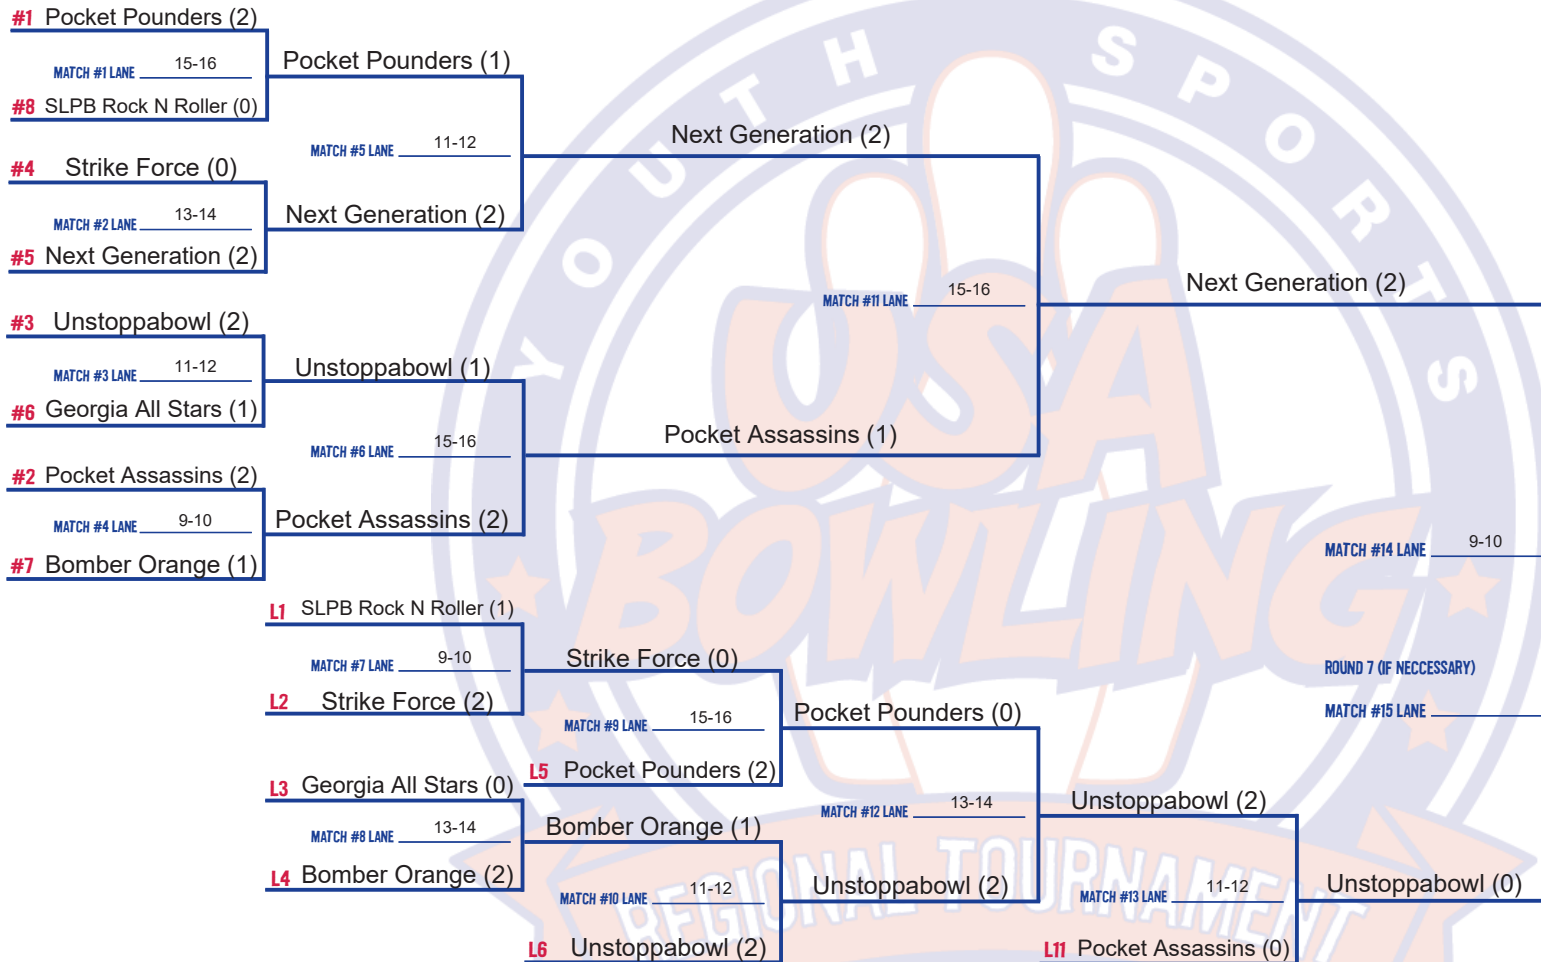 #1 Pocket Pounders (2)
MATCH #1 LANE 15-16
#8 SLPB Rock N Roller (0)
Pocket Pounders (1)
#4 Strike Force (0)
MATCH #2 LANE 13-14
#5 Next Generation (2)
Next Generation (2)
MATCH #5 LANE 11-12
Next Generation (2)
#3 Unstoppabowl (2)
MATCH #3 LANE 11-12
#6 Georgia All Stars (1)
Unstoppabowl (1)
#2 Pocket Assassins (2)
MATCH #4 LANE 9-10
#7 Bomber Orange (1)
Pocket Assassins (2)
MATCH #6 LANE 15-16
Pocket Assassins (1)
MATCH #11 LANE 15-16
Next Generation (2)
L1 SLPB Rock N Roller (1)
MATCH #7 LANE 9-10
L2 Strike Force (2)
Strike Force (0)
MATCH #9 LANE 15-16
L5 Pocket Pounders (2)
Pocket Pounders (0)
L3 Georgia All Stars (0)
MATCH #8 LANE 13-14
L4 Bomber Orange (2)
Bomber Orange (1)
MATCH #10 LANE 11-12
L6 Unstoppabowl (2)
Unstoppabowl (2)
MATCH #12 LANE 13-14
Unstoppabowl (2)
MATCH #13 LANE 11-12
L11 Pocket Assassins (0)
Unstoppabowl (0)
MATCH #14 LANE 9-10
ROUND 7 (IF NECCESSARY)
MATCH #15 LANE
YOUTH SPORTS
USA
BOWLING
REGIONAL TOURNAMENT